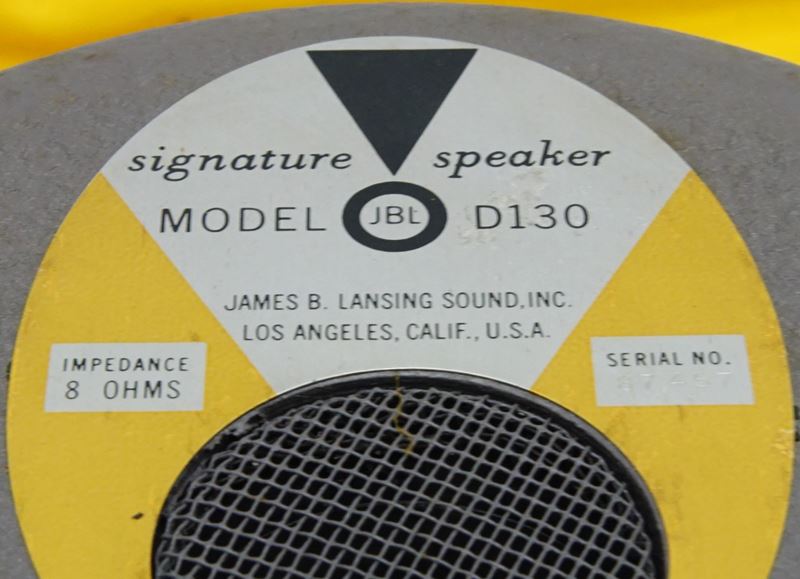 signature speaker
MODEL JBL D130
JAMES B. LANSING SOUND, INC.
LOS ANGELES, CALIF., U.S.A.
IMPEDANCE
8 OHMS
SERIAL NO.